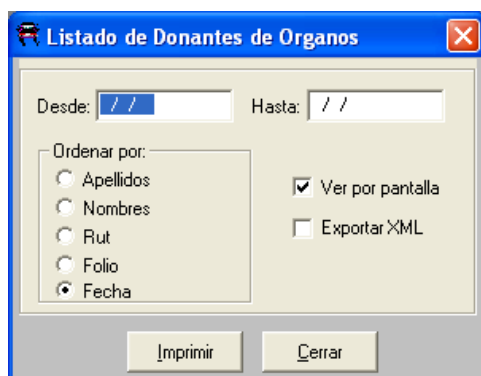 Listado de Donantes de Organos
Desde: / / Hasta: / /
Ordenar por:
Apellidos
Nombres
Rut
Folio
Fecha
Ver por pantalla
Exportar XML
Imprimir Cerrar